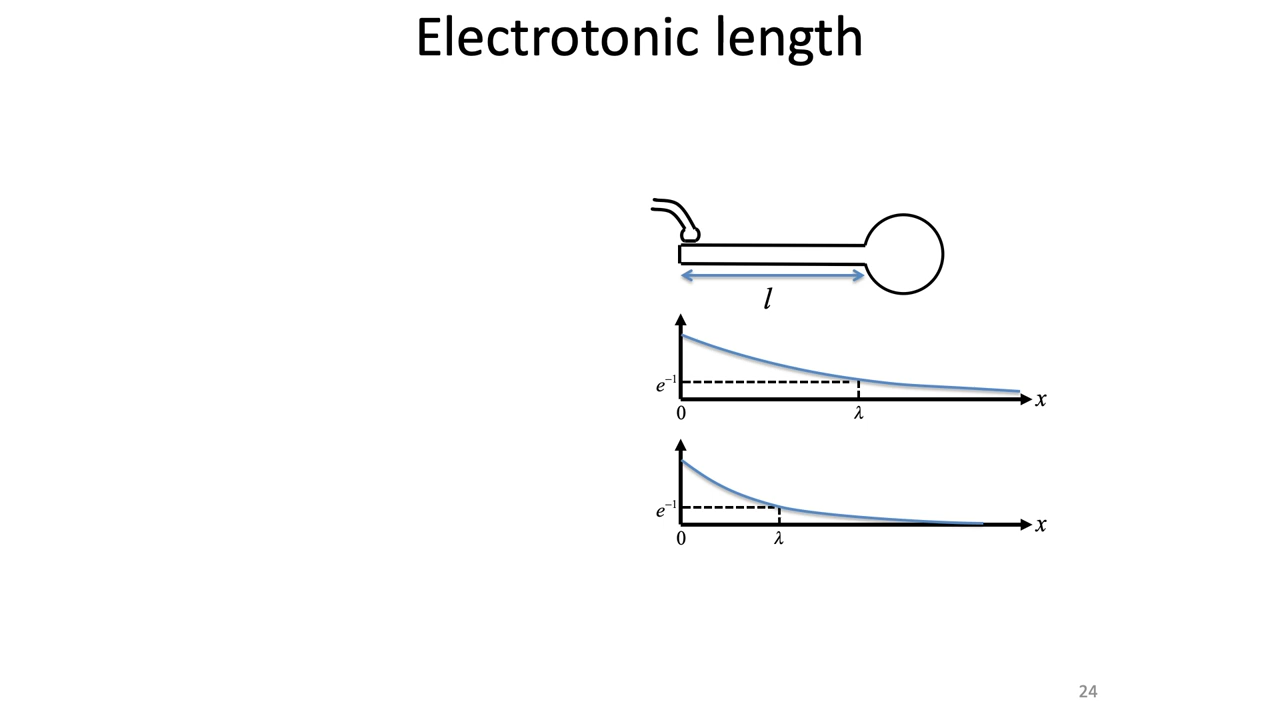 Electrotonic length
l
e⁻¹
x
0
λ
e⁻¹
x
0
λ
24